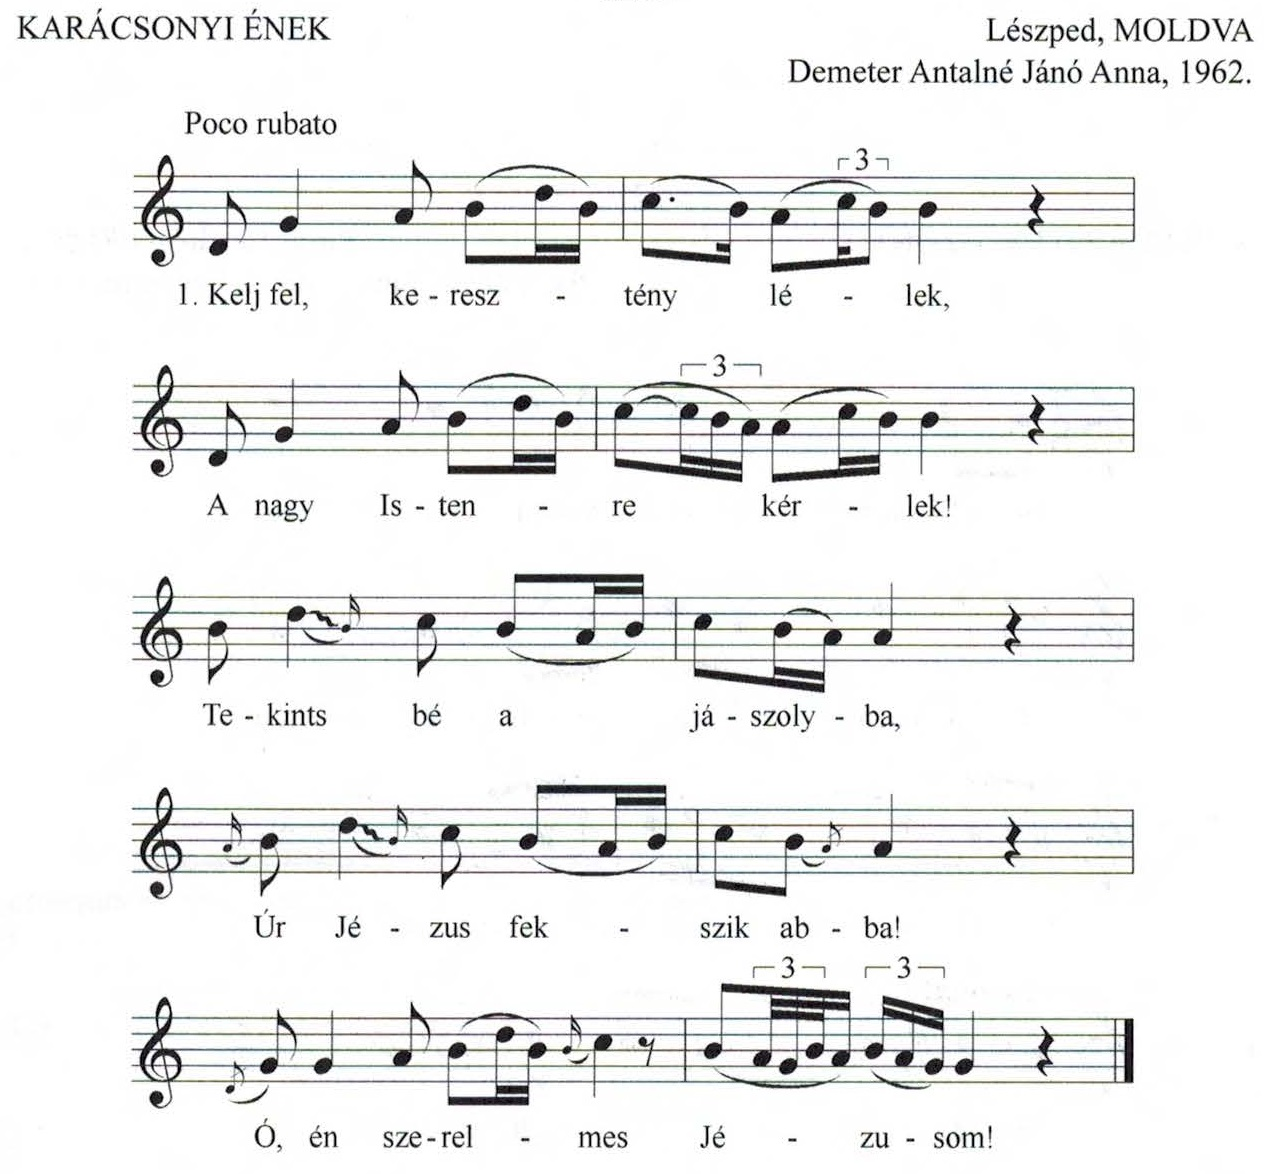 KARÁCSONYI ÉNEK
Lészped, MOLDVA
Demeter Antalné Jánó Anna, 1962.
Poco rubato
3
1. Kelj fel, ke - resz - tény lé - lek,
3
A nagy Is - ten - re kér - lek!
Te - kints bé a já - szoly - ba,
Úr Jé - zus fek - szik ab - ba!
3 3
Ó, én sze - rel - mes Jé - zu - som!